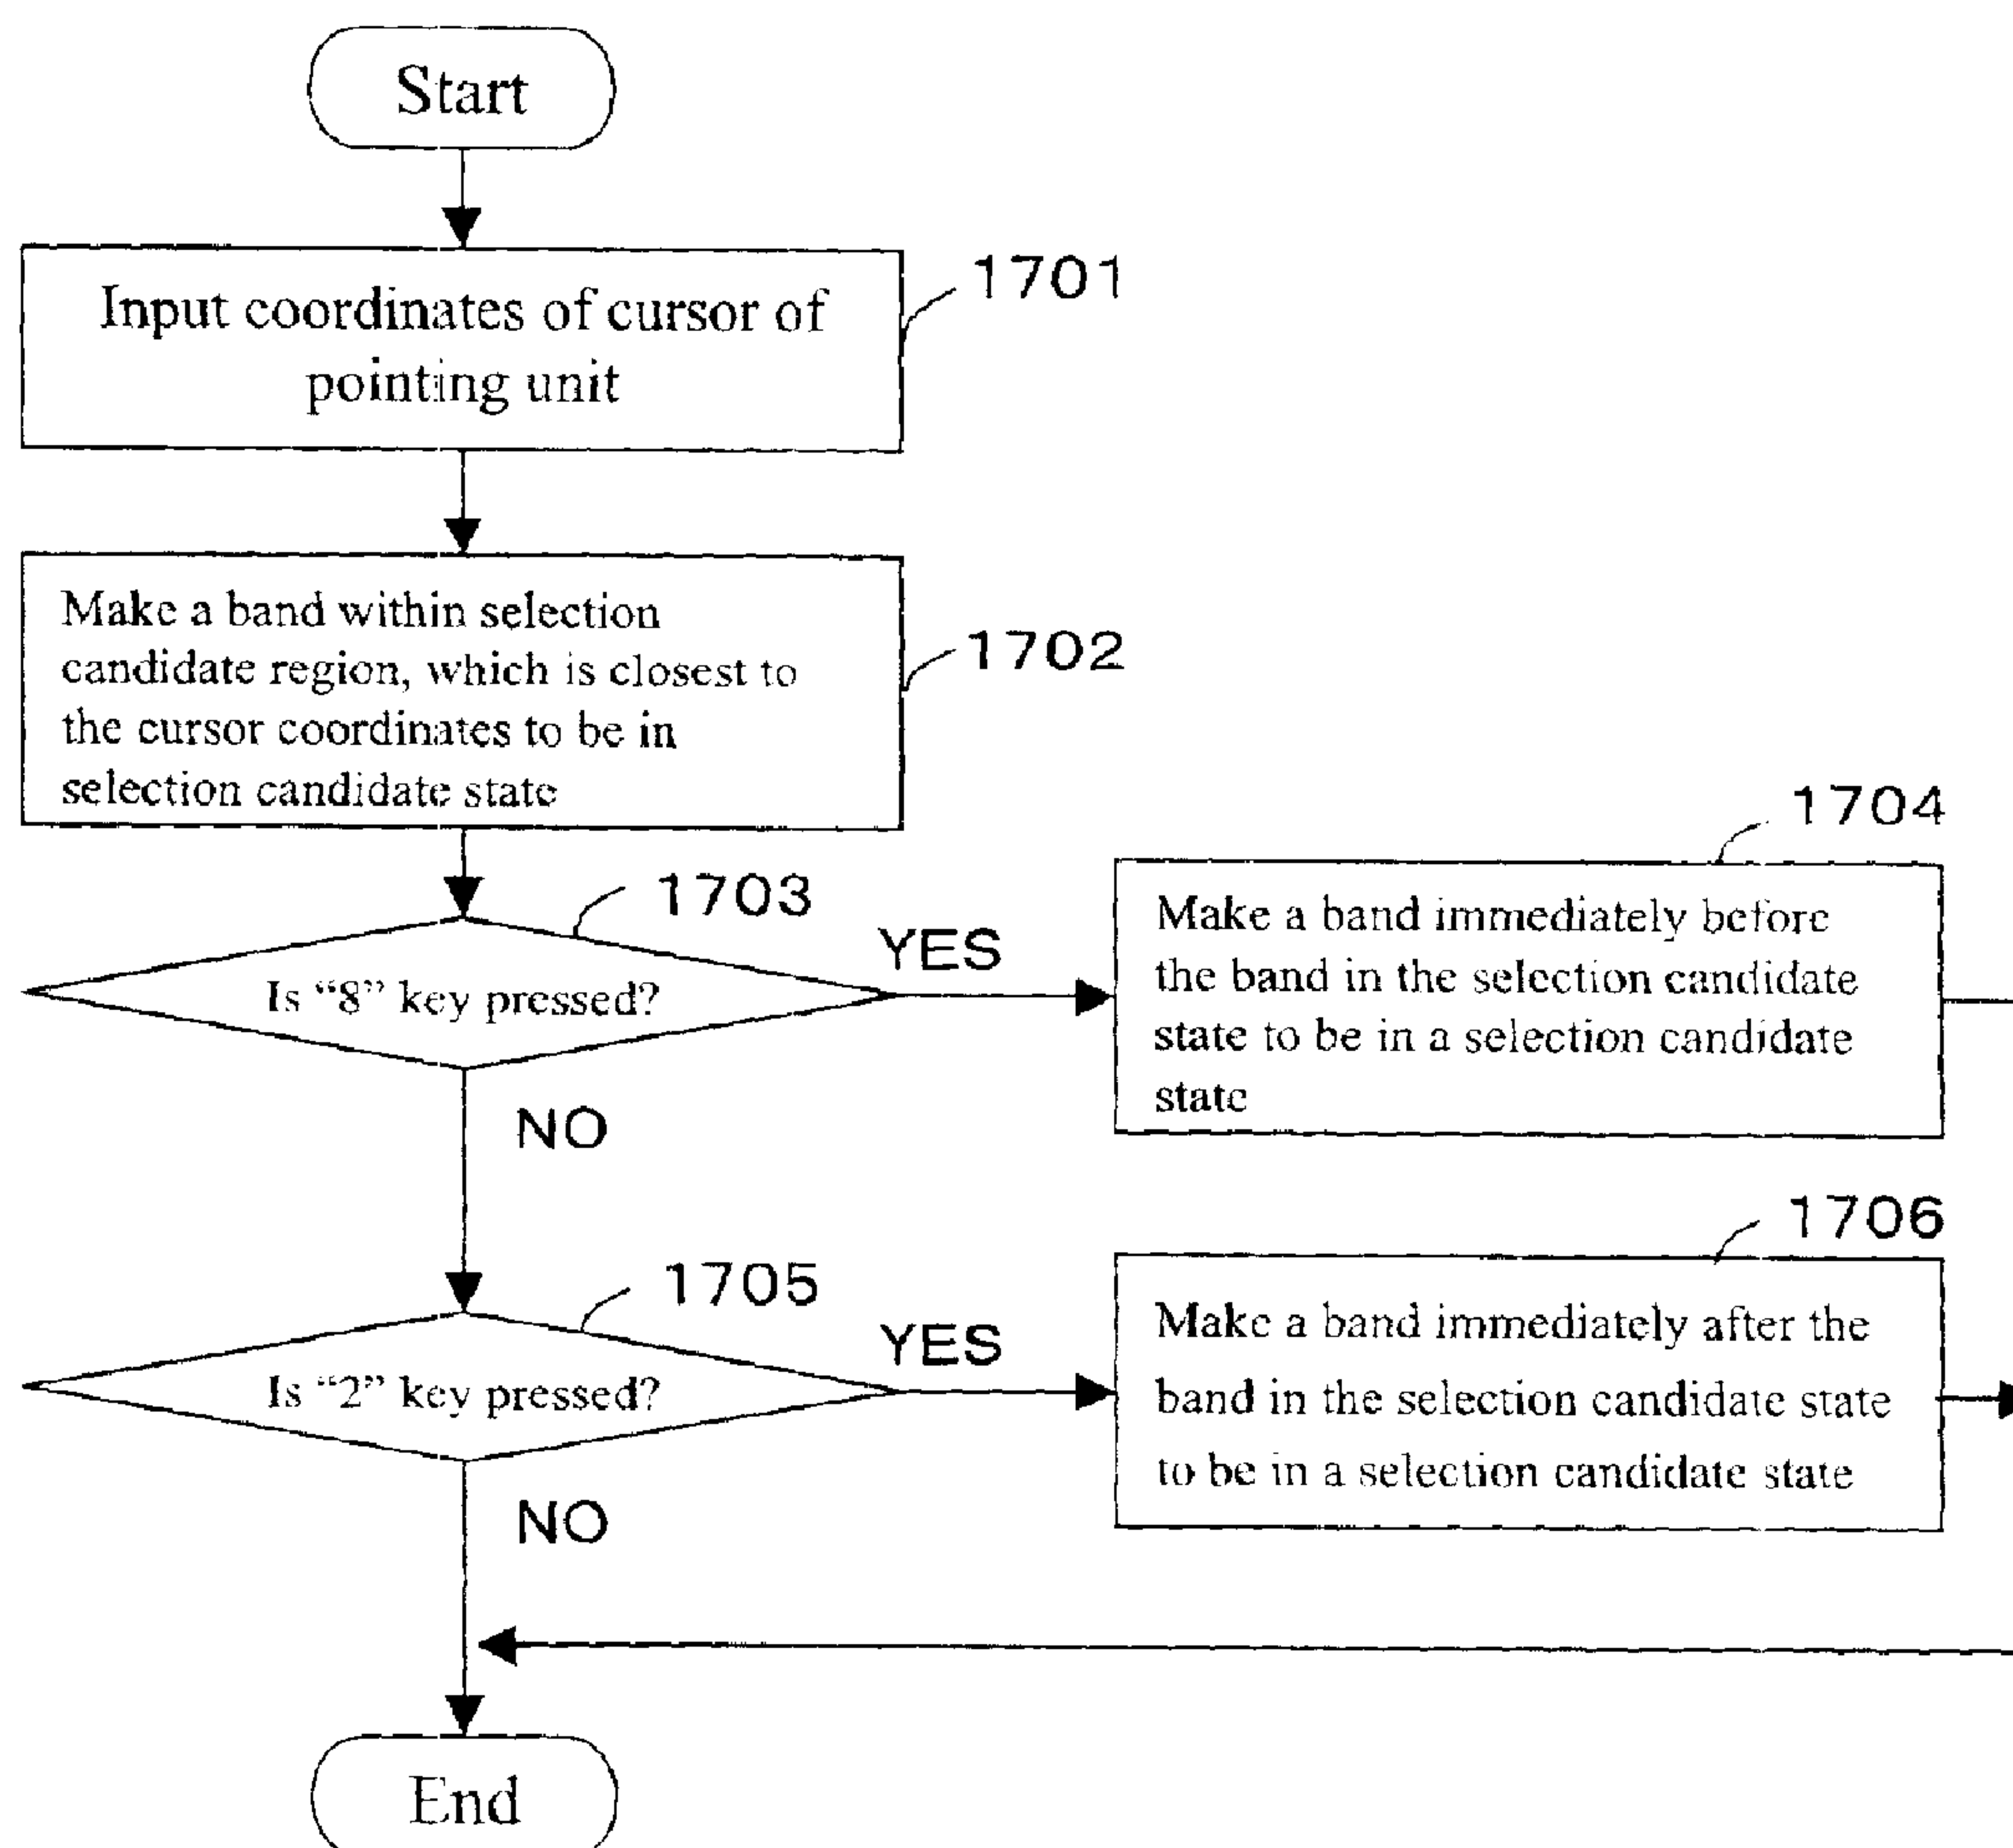 Start
Input coordinates of cursor of
pointing unit
1701
Make a band within selection
candidate region, which is closest to
the cursor coordinates to be in
selection candidate state
1702
1703
Is “8” key pressed?
YES
NO
1704
Make a band immediately before
the band in the selection candidate
state to be in a selection candidate
state
1705
Is “2” key pressed?
YES
NO
1706
Make a band immediately after the
band in the selection candidate state
to be in a selection candidate state
End